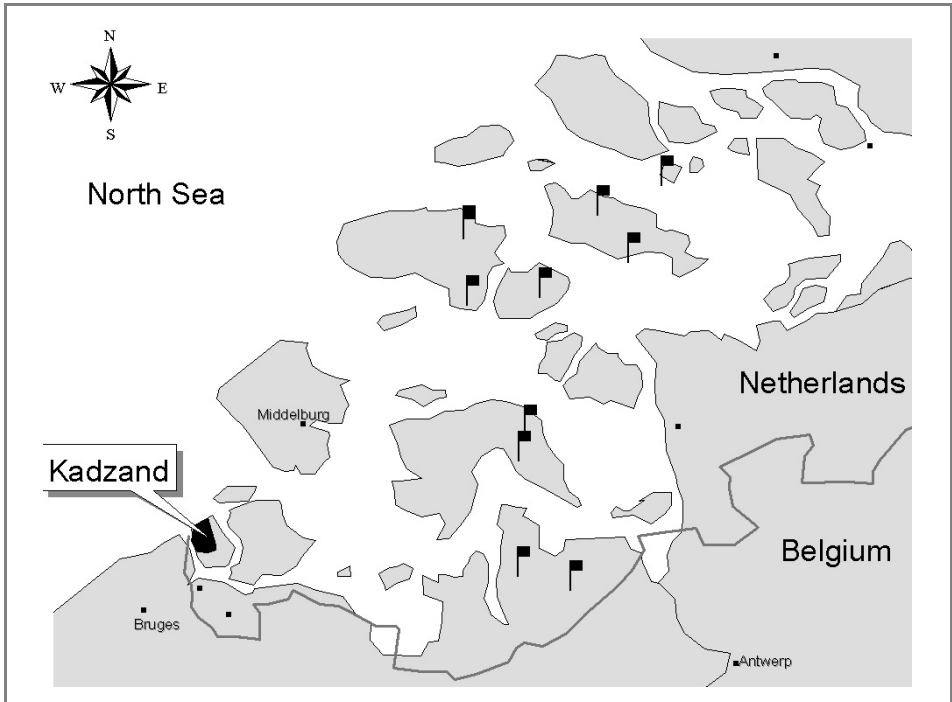 N
W E
S
North Sea
Netherlands
Middelburg
Kadzand
Belgium
Bruges
Antwerp